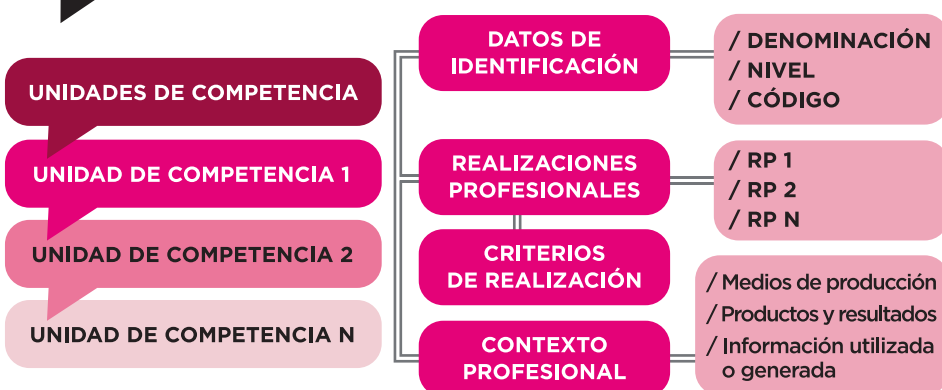 UNIDADES DE COMPETENCIA
UNIDAD DE COMPETENCIA 1
UNIDAD DE COMPETENCIA 2
UNIDAD DE COMPETENCIA N
DATOS DE
IDENTIFICACIÓN
/ DENOMINACIÓN
/ NIVEL
/ CÓDIGO
REALIZACIONES
PROFESIONALES
/ RP 1
/ RP 2
/ RP N
CRITERIOS
DE REALIZACIÓN
CONTEXTO
PROFESIONAL
/ Medios de producción
/ Productos y resultados
/ Información utilizada
o generada